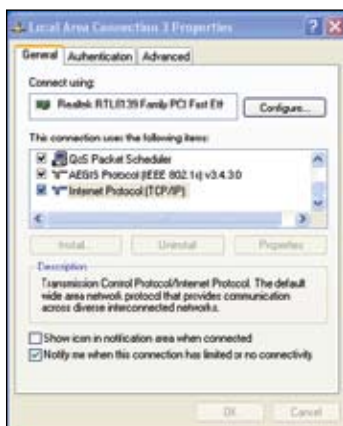 Local Area Connection 3 Properties
General Authentication Advanced
Connect using:
Realtek RTL8139 Family PCI Fast Eth
Configure...
This connection uses the following items:
QoS Packet Scheduler
AEGIS Protocol (IEEE 802.1x) v3.4.3.0
Internet Protocol (TCP/IP)
Install...
Uninstall
Properties
Description
Transmission Control Protocol/Internet Protocol. The default
wide area network protocol that provides communication
across diverse interconnected networks.
Show icon in notification area when connected
Notify me when this connection has limited or no connectivity
OK
Cancel